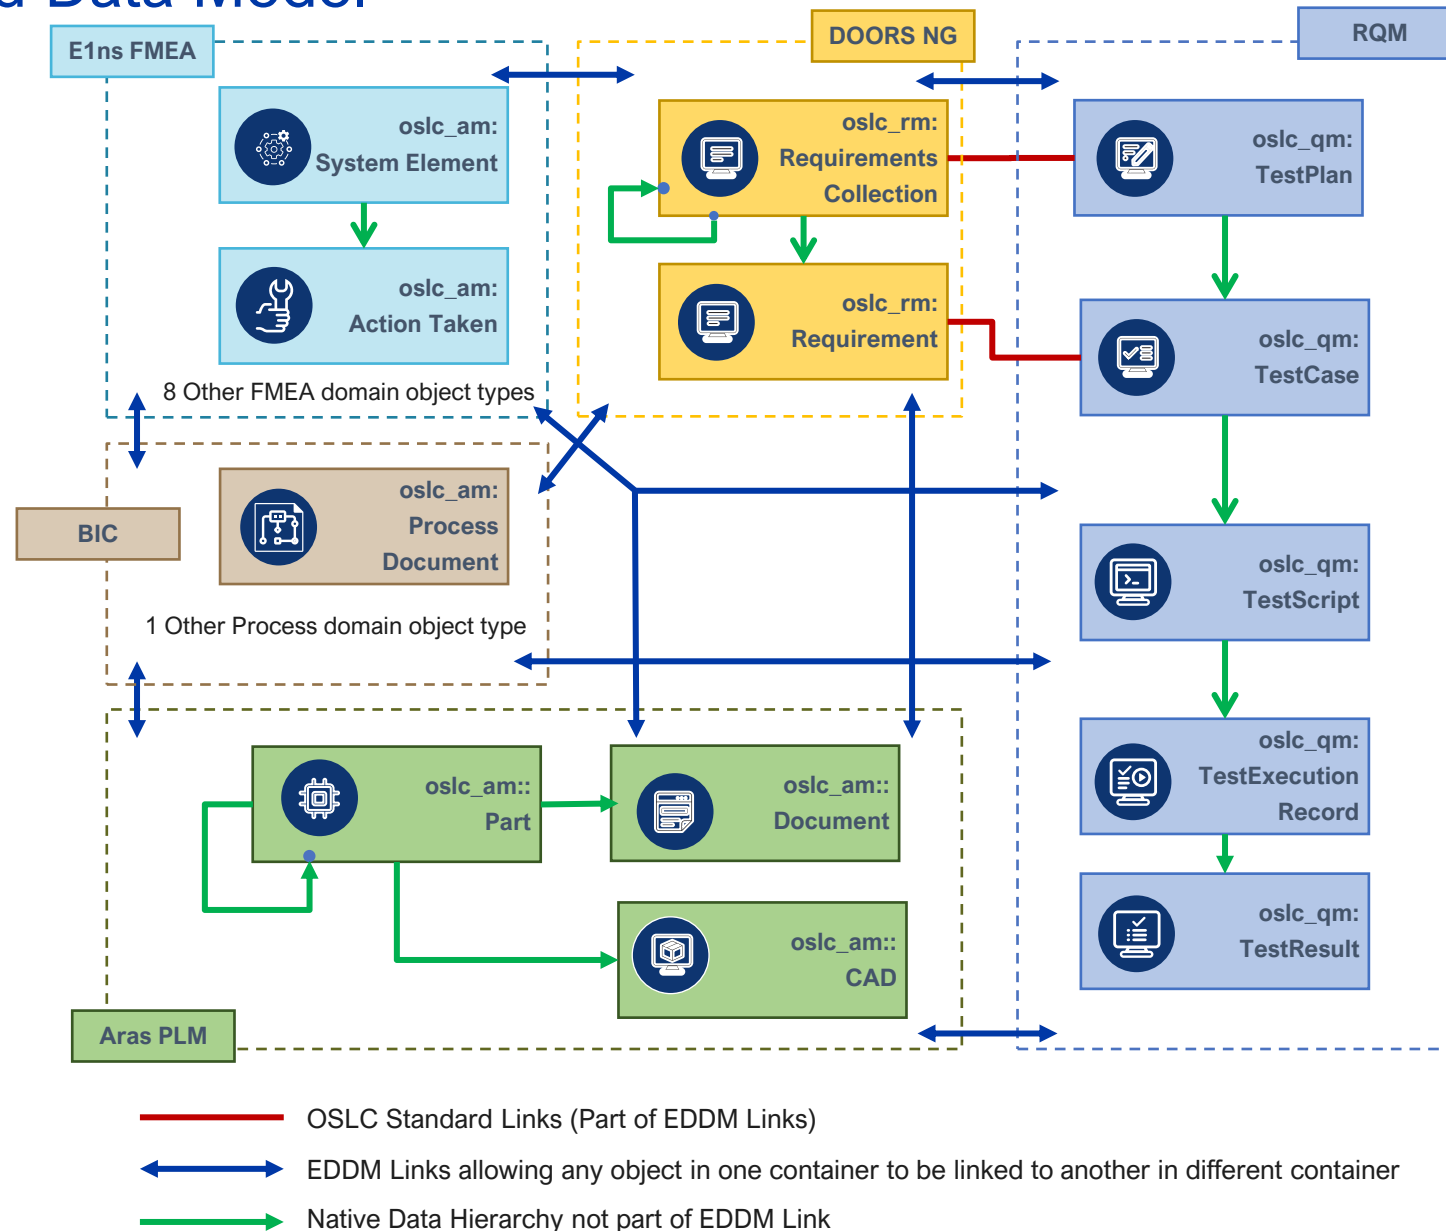 d Data Model
E1ns FMEA
DOORS NG
RQM
oslc_am:
System Element
oslc_rm:
Requirements
Collection
oslc_qm:
TestPlan
oslc_am:
Action Taken
oslc_rm:
Requirement
oslc_qm:
TestCase
8 Other FMEA domain object types
BIC
oslc_am:
Process
Document
oslc_qm:
TestScript
1 Other Process domain object type
oslc_am::
Part
oslc_am::
Document
oslc_qm:
TestExecution
Record
oslc_am::
CAD
oslc_qm:
TestResult
Aras PLM
OSLC Standard Links (Part of EDDM Links)
EDDM Links allowing any object in one container to be linked to another in different container
Native Data Hierarchy not part of EDDM Link